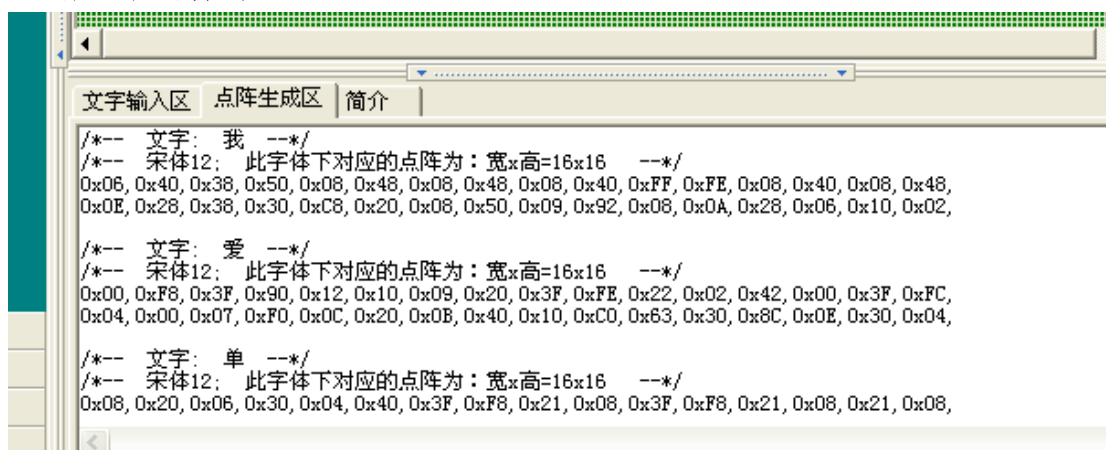 文字输入区 点阵生成区 简介
/*-- 文字: 我 --*/
/*-- 宋体12; 此字体下对应的点阵为：宽x高=16x16 --*/
0x06,0x40,0x38,0x50,0x08,0x48,0x08,0x48,0x08,0x40,0xFF,0xFE,0x08,0x40,0x08,0x48,
0x0E,0x28,0x38,0x30,0xC8,0x20,0x08,0x50,0x09,0x92,0x08,0x0A,0x28,0x06,0x10,0x02,
/*-- 文字: 爱 --*/
/*-- 宋体12; 此字体下对应的点阵为：宽x高=16x16 --*/
0x00,0xF8,0x3F,0x90,0x12,0x10,0x09,0x20,0x3F,0xFE,0x22,0x02,0x42,0x00,0x3F,0xFC,
0x04,0x00,0x07,0xF0,0x0C,0x20,0x0B,0x40,0x10,0xC0,0x63,0x30,0x8C,0x0E,0x30,0x04,
/*-- 文字: 单 --*/
/*-- 宋体12; 此字体下对应的点阵为：宽x高=16x16 --*/
0x08,0x20,0x06,0x30,0x04,0x40,0x3F,0xF8,0x21,0x08,0x3F,0xF8,0x21,0x08,0x21,0x08,